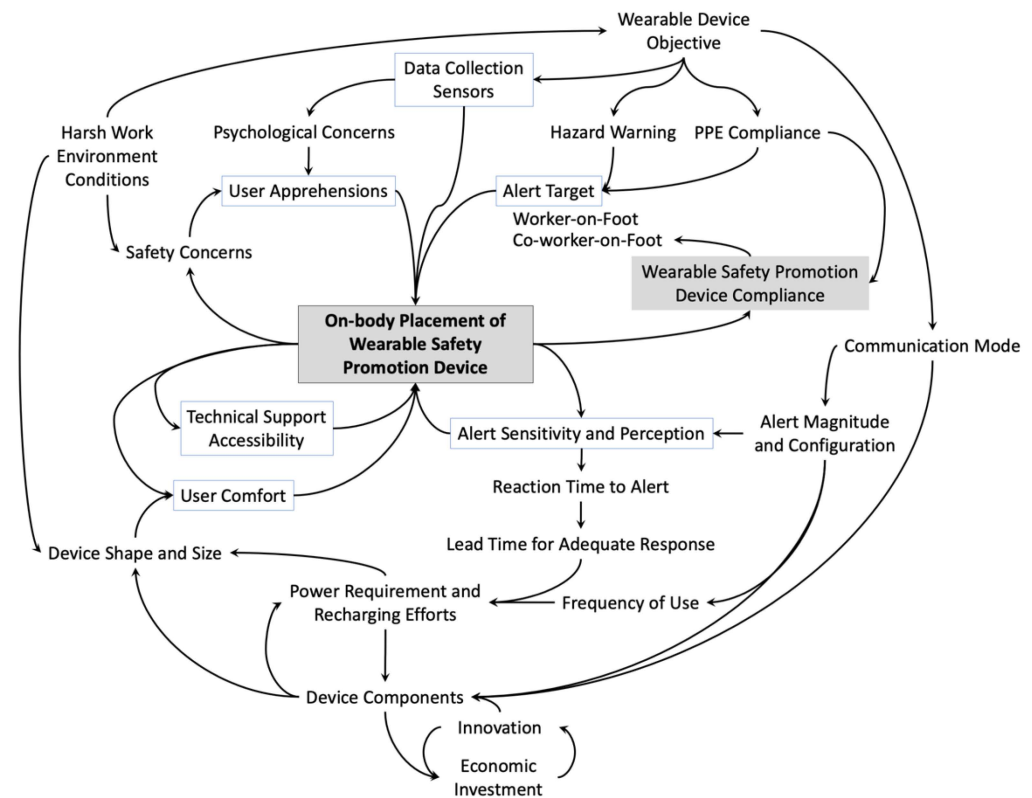 Wearable Device
Objective
Data Collection
Sensors
Harsh Work
Environment
Conditions
Psychological Concerns
Hazard Warning
PPE Compliance
User Apprehensions
Alert Target
Worker-on-Foot
Co-worker-on-Foot
Safety Concerns
Wearable Safety Promotion
Device Compliance
On-body Placement of
Wearable Safety
Promotion Device
Communication Mode
Technical Support
Accessibility
Alert Sensitivity and Perception
Alert Magnitude
and Configuration
User Comfort
Reaction Time to Alert
Device Shape and Size
Lead Time for Adequate Response
Power Requirement and
Recharging Efforts
Frequency of Use
Device Components
Innovation
Economic
Investment